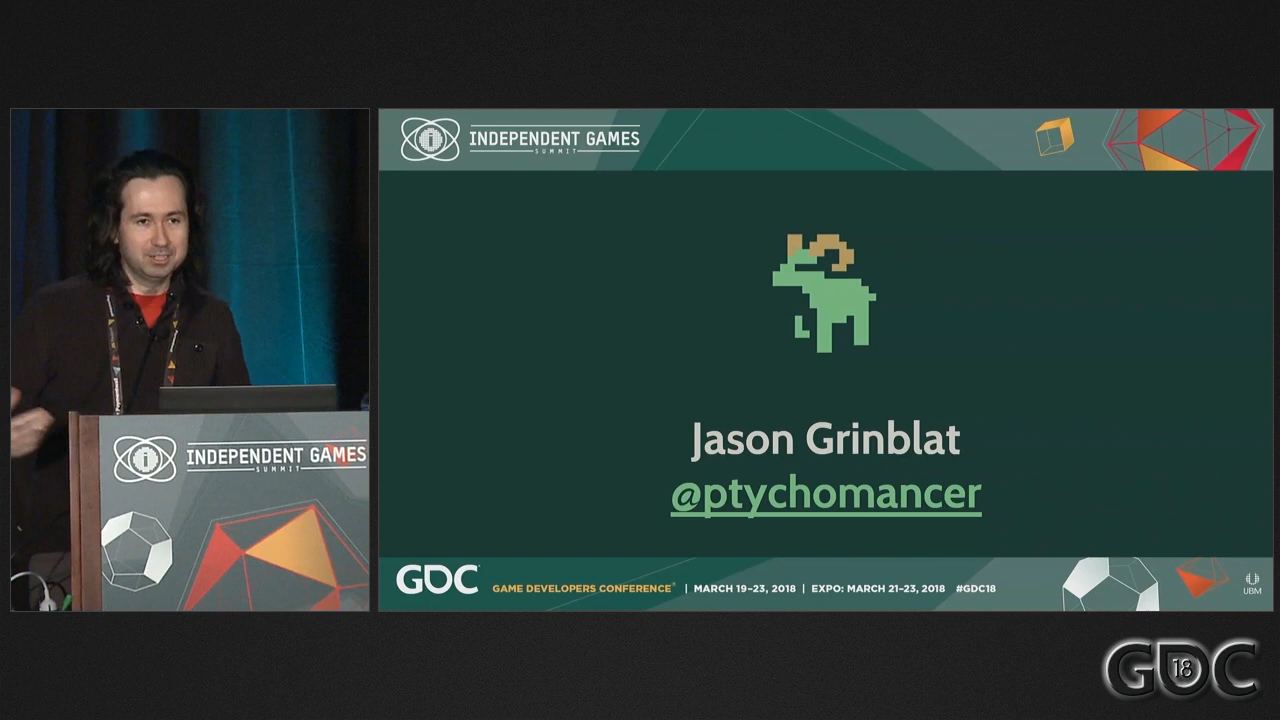 INDEPENDENT GAMES
SUMMIT
Jason Grinblat
@ptychomancer
INDEPENDENT GAMES
SUMMIT
GDC GAME DEVELOPERS CONFERENCE® | MARCH 19–23, 2018 | EXPO: MARCH 21–23, 2018 #GDC18
UBM
GDC 18